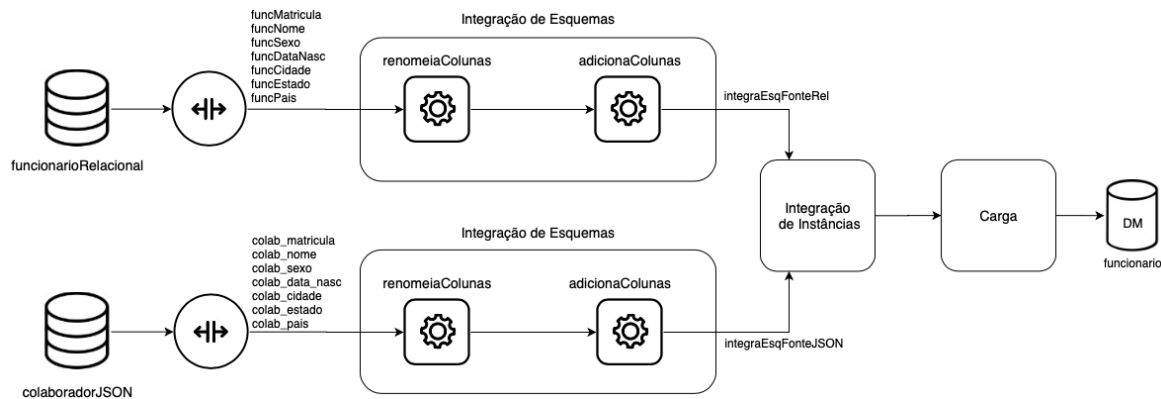 Integração de Esquemas
funcMatricula
funcNome
funcSexo
funcDataNasc
funcCidade
funcEstado
funcPais
renomeiaColunas
adicionaColunas
integraEsqFonteRel
funcionarioRelacional
Integração
de Instâncias
Carga
DM
funcionario
Integração de Esquemas
colab_matricula
colab_nome
colab_sexo
colab_data_nasc
colab_cidade
colab_estado
colab_pais
renomeiaColunas
adicionaColunas
integraEsqFonteJSON
colaboradorJSON